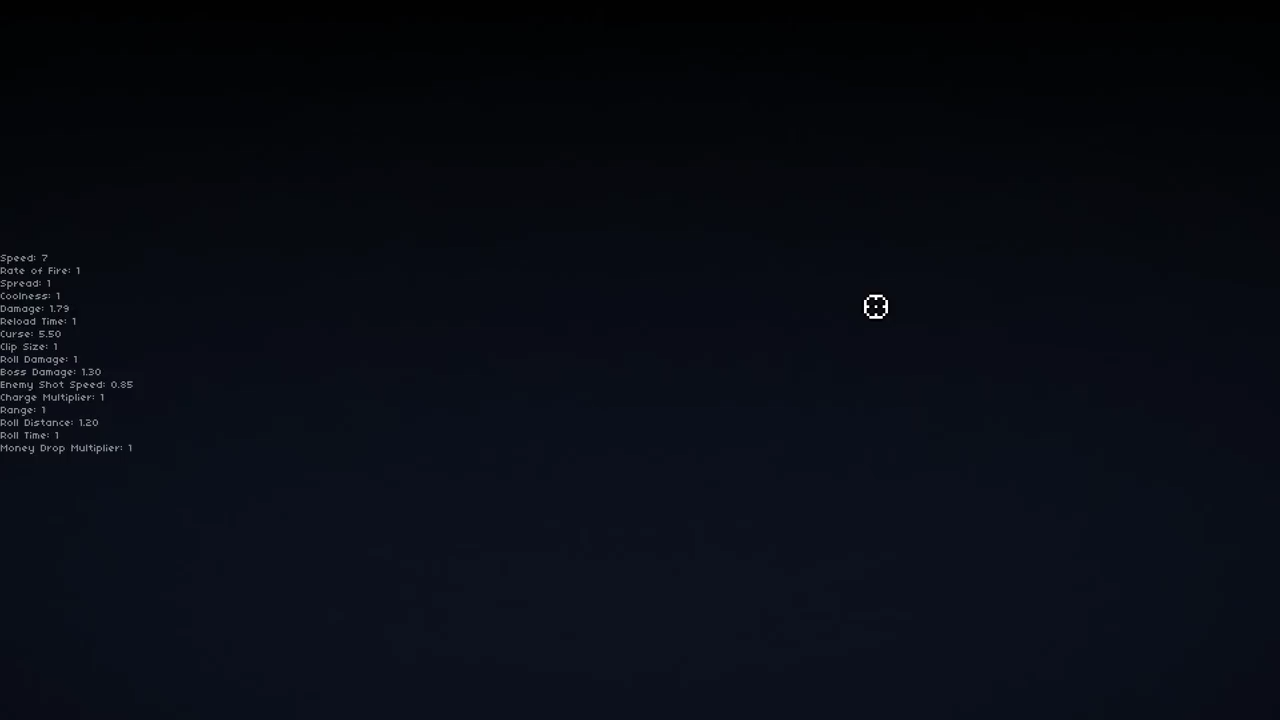 Speed: 7
Rate of Fire: 1
Spread: 1
Coolness: 1
Damage: 1.79
Reload Time: 1
Curse: 5.50
Clip Size: 1
Roll Damage: 1
Boss Damage: 1.30
Enemy Shot Speed: 0.85
Charge Multiplier: 1
Range: 1
Roll Distance: 1.20
Roll Time: 1
Money Drop Multiplier: 1